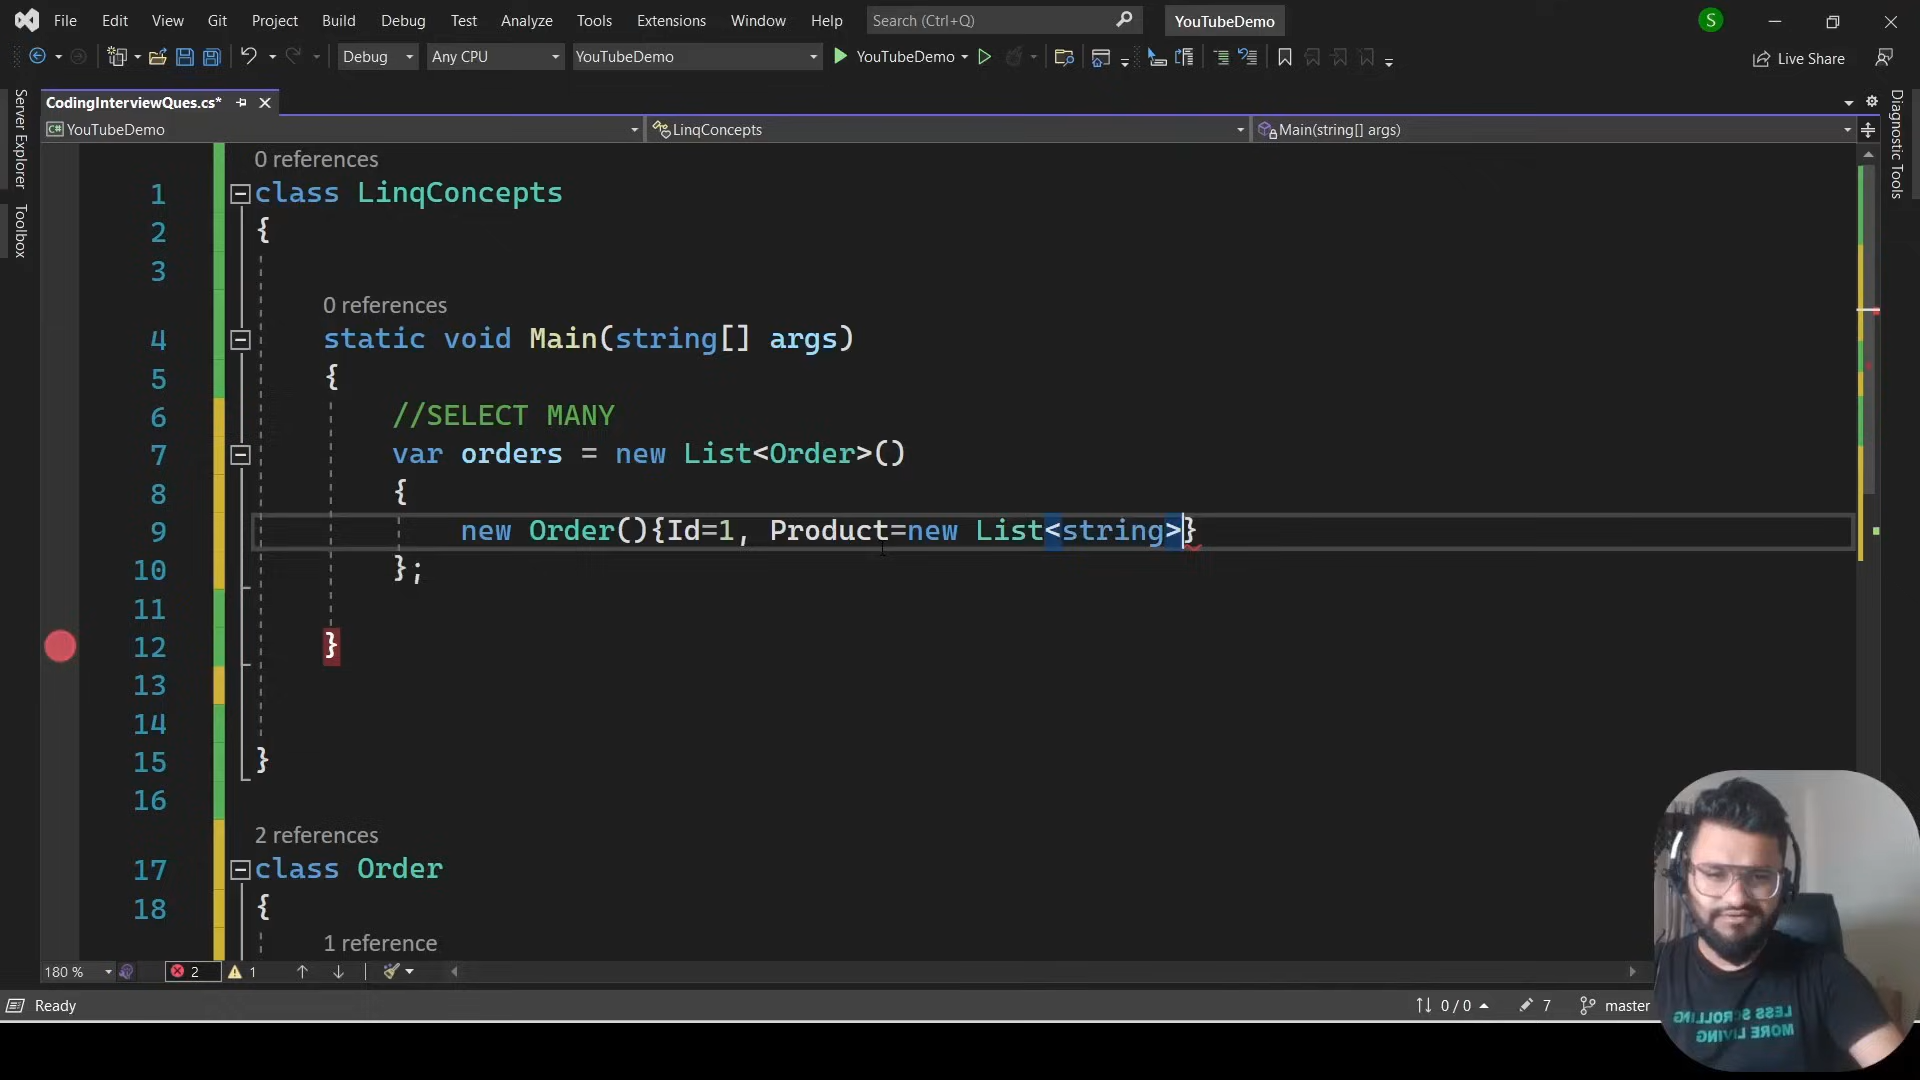 File Edit View Git Project Build Debug Test Analyze Tools Extensions Window Help Search (Ctrl+Q) YouTubeDemo S
Debug Any CPU YouTubeDemo YouTubeDemo Live Share
CodingInterviewQues.cs*
YouTubeDemo LinqConcepts Main(string[] args)
Server Explorer
Toolbox
Diagnostic Tools
0 references
1 class LinqConcepts
2 {
3
0 references
4 static void Main(string[] args)
5 {
6 //SELECT MANY
7 var orders = new List<Order>()
8 {
9 new Order(){Id=1, Product=new List<string>}
10 };
11
12 }
13
14
15 }
16
2 references
17 class Order
18 {
1 reference
180 % 2 1
Ready 0 / 0 7 master
LESS SCROLLING
MORE LIVING